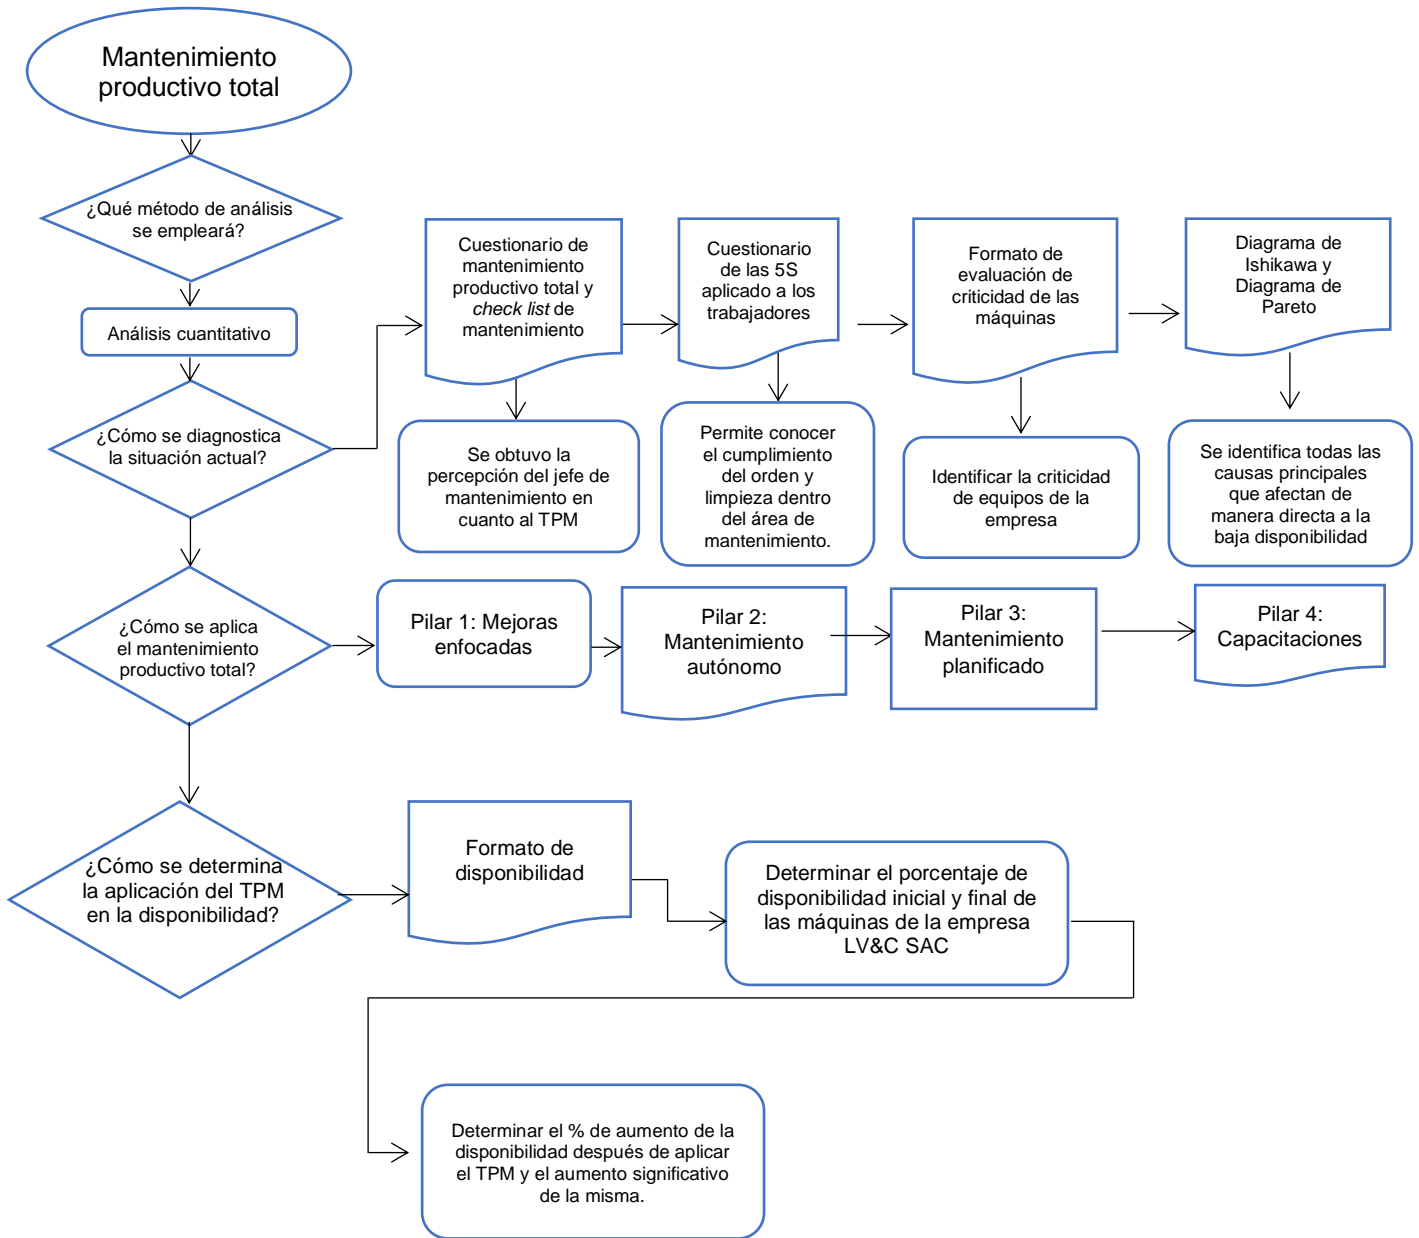 Mantenimiento
productivo total
¿Qué método de análisis
se empleará?
Análisis cuantitativo
¿Cómo se diagnostica
la situación actual?
Cuestionario de
mantenimiento
productivo total y
check list de
mantenimiento
Cuestionario
de las 5S
aplicado a los
trabajadores
Formato de
evaluación de
criticidad de las
máquinas
Diagrama de
Ishikawa y
Diagrama de
Pareto
Se obtuvo la
percepción del jefe de
mantenimiento en
cuanto al TPM
Permite conocer
el cumplimiento
del orden y
limpieza dentro
del área de
mantenimiento.
Identificar la criticidad
de equipos de la
empresa
Se identifica todas las
causas principales
que afectan de
manera directa a la
baja disponibilidad
¿Cómo se aplica
el mantenimiento
productivo total?
Pilar 1: Mejoras
enfocadas
Pilar 2:
Mantenimiento
autónomo
Pilar 3:
Mantenimiento
planificado
Pilar 4:
Capacitaciones
¿Cómo se determina
la aplicación del TPM
en la disponibilidad?
Formato de
disponibilidad
Determinar el porcentaje de
disponibilidad inicial y final de
las máquinas de la empresa
LV&C SAC
Determinar el % de aumento de la
disponibilidad después de aplicar
el TPM y el aumento significativo
de la misma.